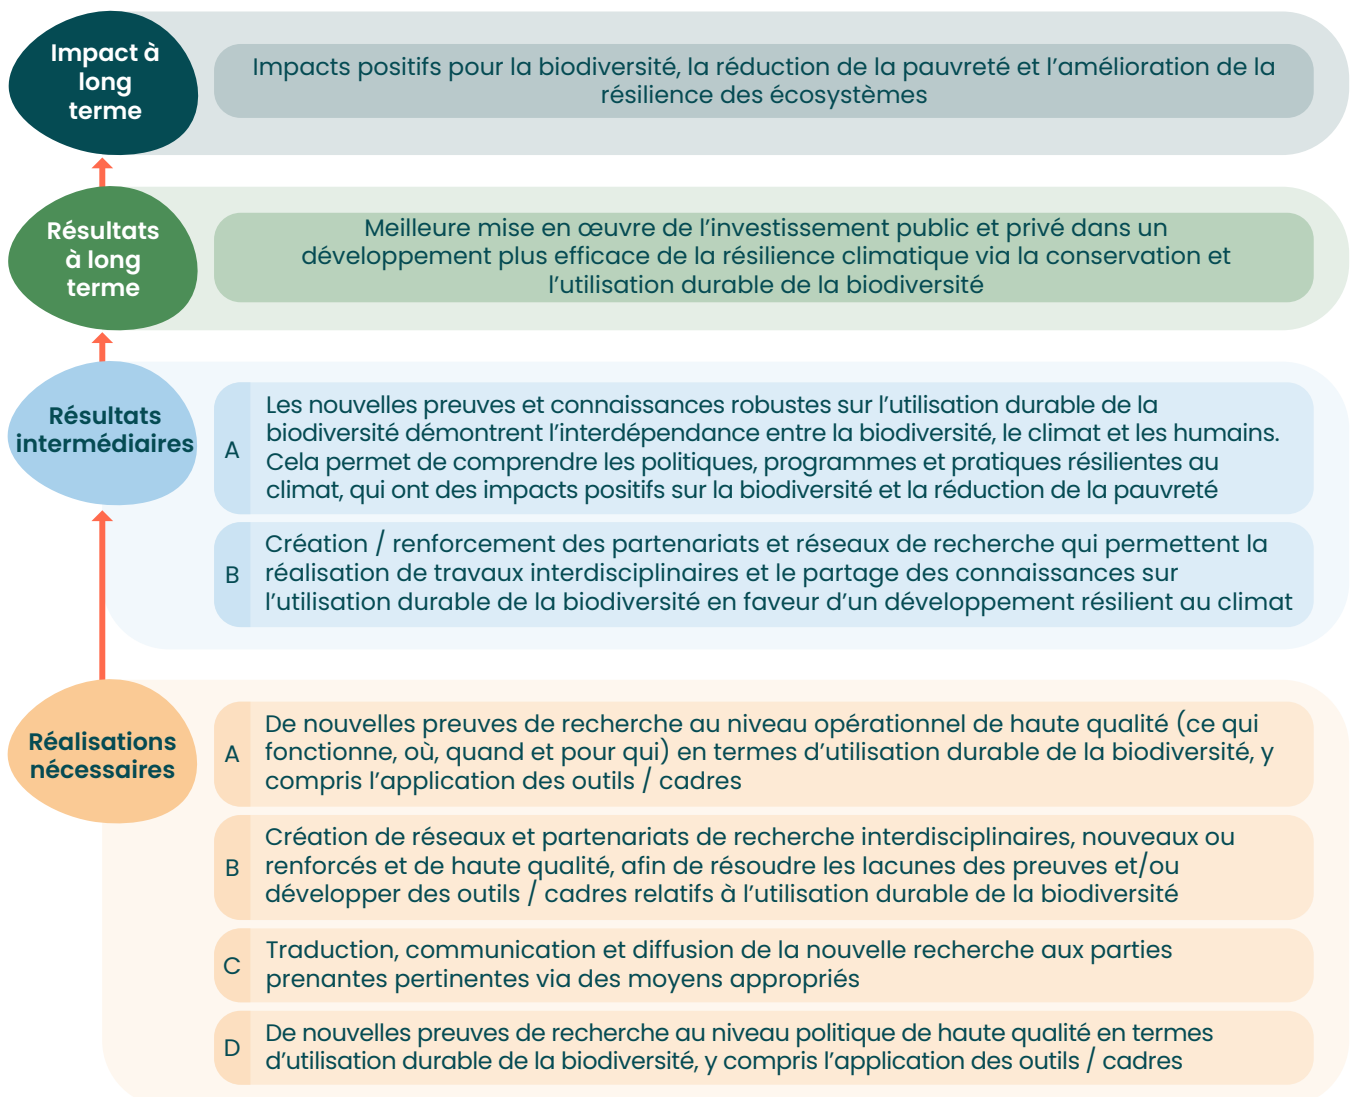 Impact à
long
terme
Impacts positifs pour la biodiversité, la réduction de la pauvreté et l’amélioration de la
résilience des écosystèmes
Résultats
à long
terme
Meilleure mise en œuvre de l’investissement public et privé dans un
développement plus efficace de la résilience climatique via la conservation et
l’utilisation durable de la biodiversité
Résultats
intermédiaires
A
Les nouvelles preuves et connaissances robustes sur l’utilisation durable de la
biodiversité démontrent l’interdépendance entre la biodiversité, le climat et les humains.
Cela permet de comprendre les politiques, programmes et pratiques résilientes au
climat, qui ont des impacts positifs sur la biodiversité et la réduction de la pauvreté
B
Création / renforcement des partenariats et réseaux de recherche qui permettent la
réalisation de travaux interdisciplinaires et le partage des connaissances sur
l’utilisation durable de la biodiversité en faveur d’un développement résilient au climat
Réalisations
nécessaires
A
De nouvelles preuves de recherche au niveau opérationnel de haute qualité (ce qui
fonctionne, où, quand et pour qui) en termes d’utilisation durable de la biodiversité, y
compris l’application des outils / cadres
B
Création de réseaux et partenariats de recherche interdisciplinaires, nouveaux ou
renforcés et de haute qualité, afin de résoudre les lacunes des preuves et/ou
développer des outils / cadres relatifs à l’utilisation durable de la biodiversité
C
Traduction, communication et diffusion de la nouvelle recherche aux parties
prenantes pertinentes via des moyens appropriés
D
De nouvelles preuves de recherche au niveau politique de haute qualité en termes
d’utilisation durable de la biodiversité, y compris l’application des outils / cadres